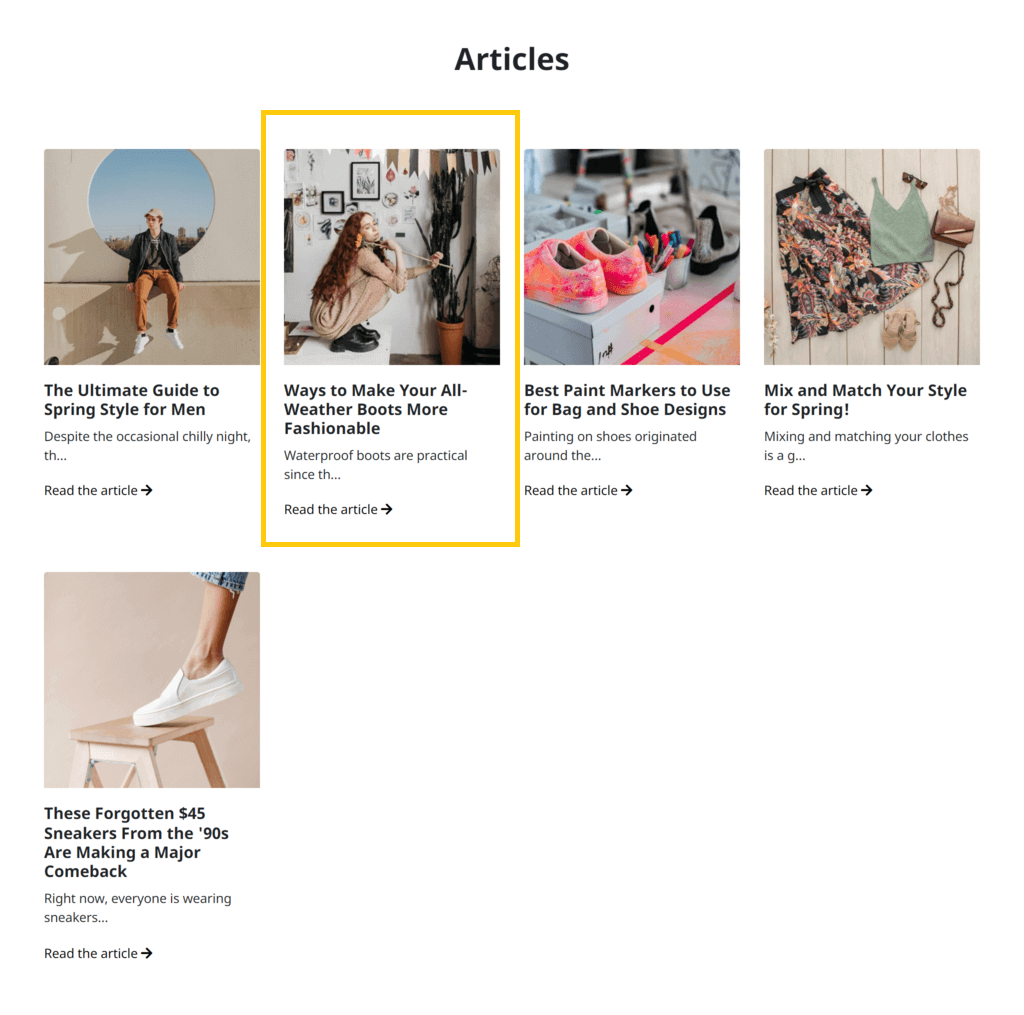 Articles
The Ultimate Guide to
Spring Style for Men
Despite the occasional chilly night,
th...
Read the article
Ways to Make Your All-
Weather Boots More
Fashionable
Waterproof boots are practical
since th...
Read the article
Best Paint Markers to Use
for Bag and Shoe Designs
Painting on shoes originated
around the...
Read the article
Mix and Match Your Style
for Spring!
Mixing and matching your clothes
is a g...
Read the article
These Forgotten $45
Sneakers From the '90s
Are Making a Major
Comeback
Right now, everyone is wearing
sneakers...
Read the article